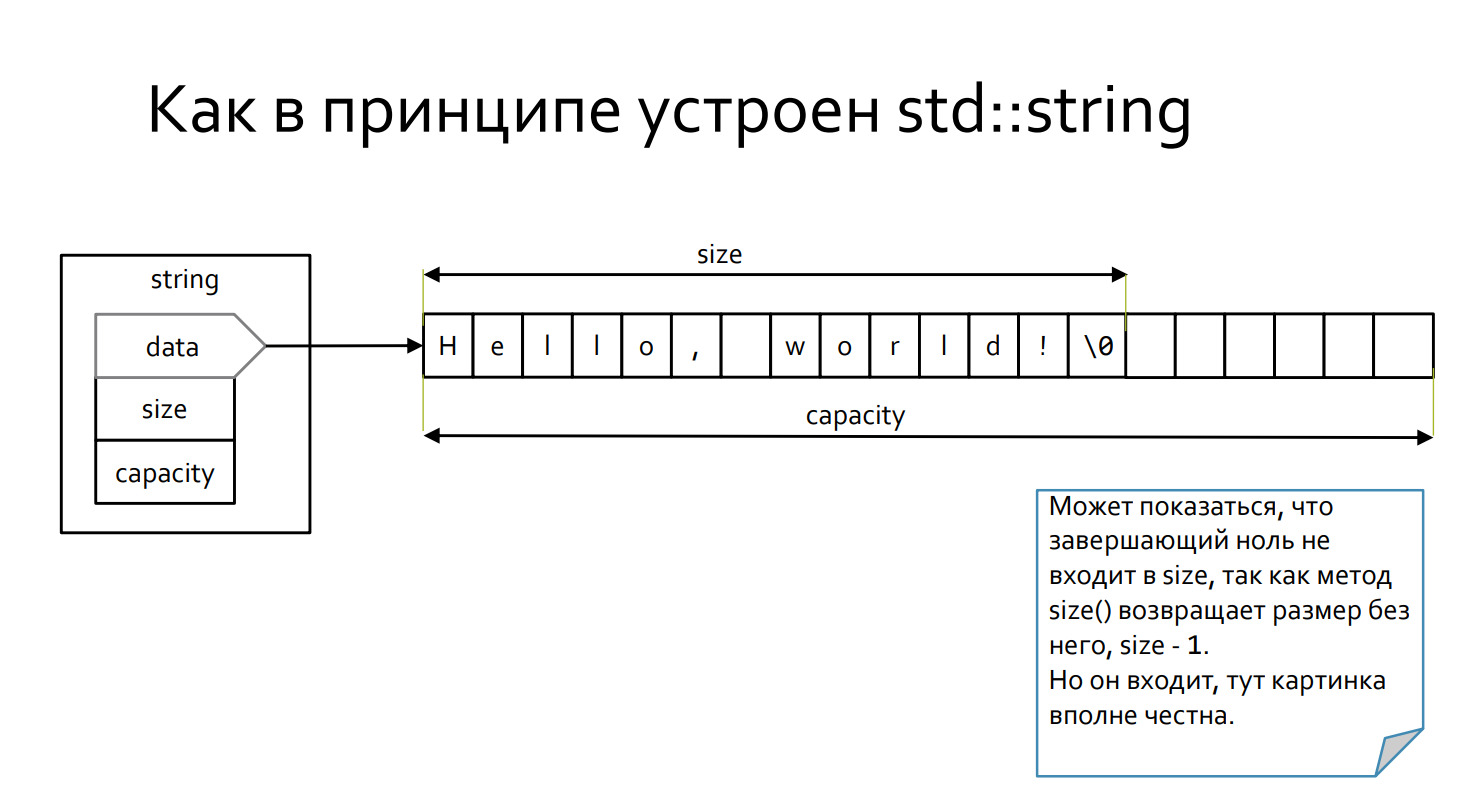 Как в принципе устроен std::string
size
string
data
size
capacity
H e l l o , w o r l d ! \0
capacity
Может показаться, что
завершающий ноль не
входит в size, так как метод
size() возвращает размер без
него, size - 1.
Но он входит, тут картинка
вполне честна.